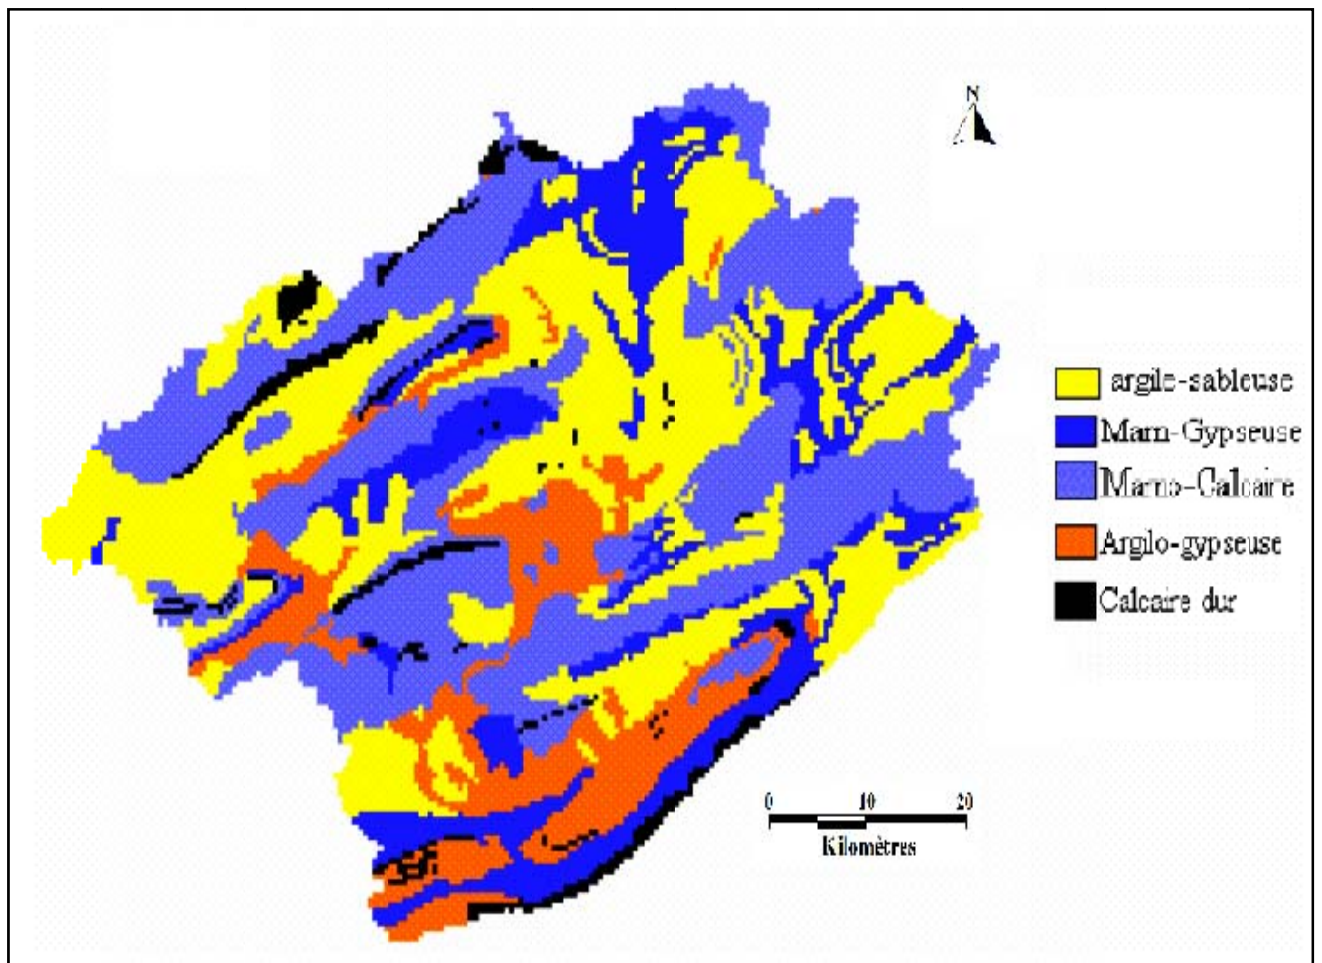 N
argile-sableuse
Marn-Gypseuse
Marno-Calcaire
Argilo-gypseuse
Calcaire dur
0 10 20
Kilomètres